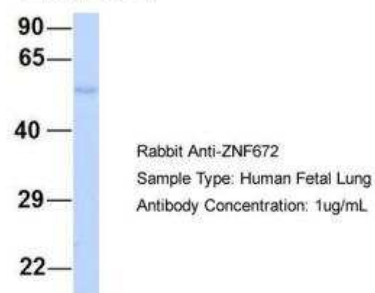 90
65
40
29
22
Rabbit Anti-ZNF672
Sample Type: Human Fetal Lung
Antibody Concentration: 1ug/mL